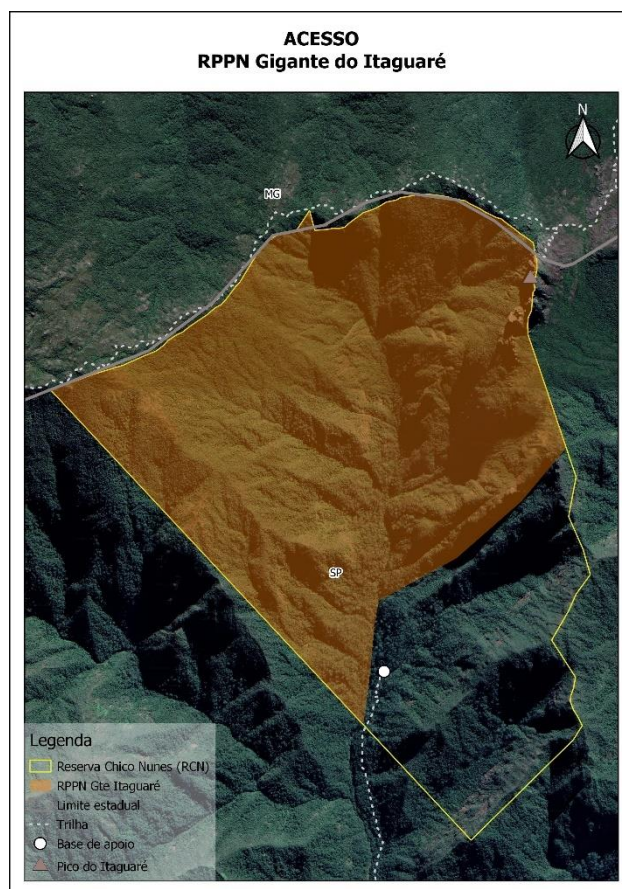 ACESSO
RPPN Gigante do Itaguaré
N
MG
SP
Legenda
Reserva Chico Nunes (RCN)
RPPN Gte Itaguaré
Limite estadual
Trilha
Base de apoio
Pico do Itaguaré